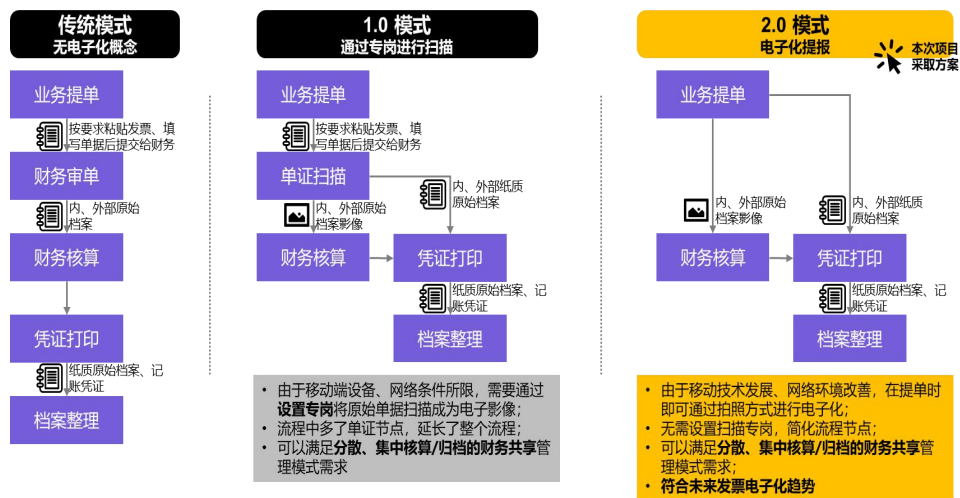 传统模式
无电子化概念
业务提单
按要求粘贴发票、填
写单据后提交给财务
财务审单
内、外部原始
档案
财务核算
凭证打印
纸质原始档案、记
账凭证
档案整理
1.0 模式
通过专岗进行扫描
业务提单
按要求粘贴发票、填
写单据后提交给财务
单证扫描
内、外部原始
档案影像
内、外部纸质
原始档案
财务核算
凭证打印
纸质原始档案、记
账凭证
档案整理
• 由于移动端设备、网络条件所限，需要通过
设置专岗将原始单据扫描成为电子影像；
• 流程中多了单证节点，延长了整个流程；
• 可以满足分散、集中核算/归档的财务共享管
理模式需求
2.0 模式
电子化提报
本次项目
采取方案
业务提单
内、外部原始
档案影像
内、外部纸质
原始档案
财务核算
凭证打印
纸质原始档案、记
账凭证
档案整理
• 由于移动技术发展、网络环境改善，在提单时
即可通过拍照方式进行电子化；
• 无需设置扫描专岗，简化流程节点；
• 可以满足分散、集中核算/归档的财务共享管
理模式需求；
• 符合未来发票电子化趋势